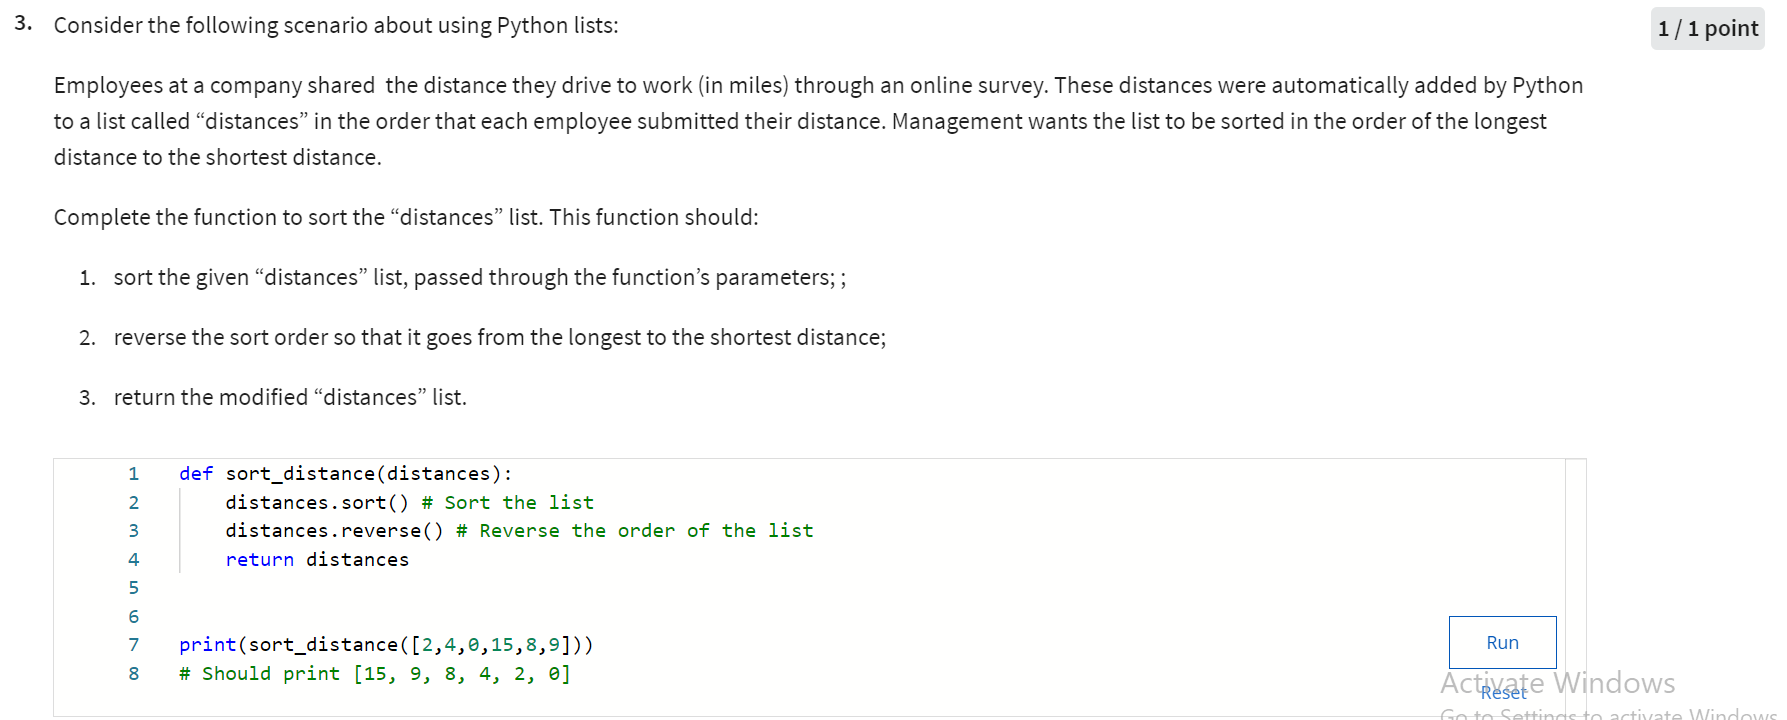 3. Consider the following scenario about using Python lists:
1 / 1 point
Employees at a company shared  the distance they drive to work (in miles) through an online survey. These distances were automatically added by Python
to a list called “distances” in the order that each employee submitted their distance. Management wants the list to be sorted in the order of the longest
distance to the shortest distance.
Complete the function to sort the “distances” list. This function should:
1. sort the given “distances” list, passed through the function’s parameters; ;
2. reverse the sort order so that it goes from the longest to the shortest distance;
3. return the modified “distances” list.
1 def sort_distance(distances):
2     distances.sort() # Sort the list
3     distances.reverse() # Reverse the order of the list
4     return distances
5
6
7 print(sort_distance([2,4,0,15,8,9]))
8 # Should print [15, 9, 8, 4, 2, 0]
Run
Activate Windows
Reset
Go to Settings to activate Windows